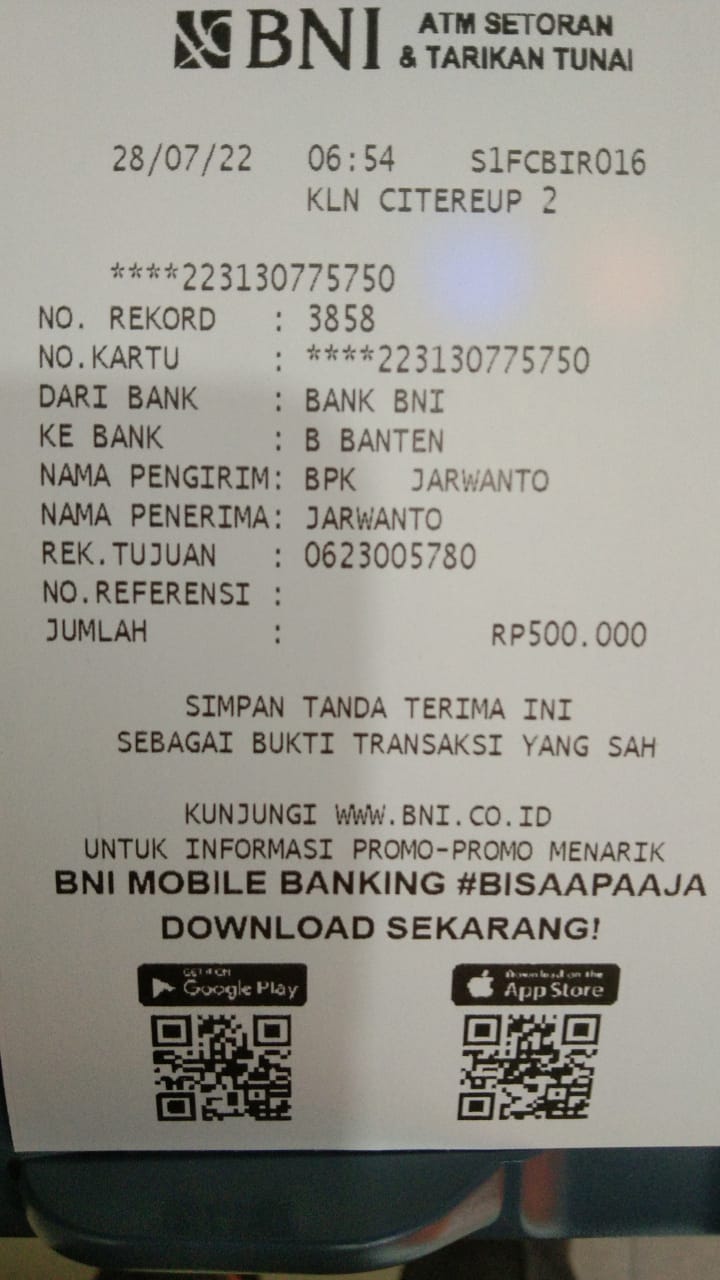 BNI ATM SETORAN
& TARIKAN TUNAI
28/07/22 06:54 S1FCBIR016
KLN CITEREUP 2
****223130775750
NO. REKORD : 3858
NO.KARTU : ****223130775750
DARI BANK : BANK BNI
KE BANK : B BANTEN
NAMA PENGIRIM: BPK JARWANTO
NAMA PENERIMA: JARWANTO
REK.TUJUAN : 0623005780
NO.REFERENSI :
JUMLAH : RP500.000
SIMPAN TANDA TERIMA INI
SEBAGAI BUKTI TRANSAKSI YANG SAH
KUNJUNGI WWW.BNI.CO.ID
UNTUK INFORMASI PROMO-PROMO MENARIK
BNI MOBILE BANKING #BISAAPAAJA
DOWNLOAD SEKARANG!
GET IT ON
Google Play
Download on the
App Store